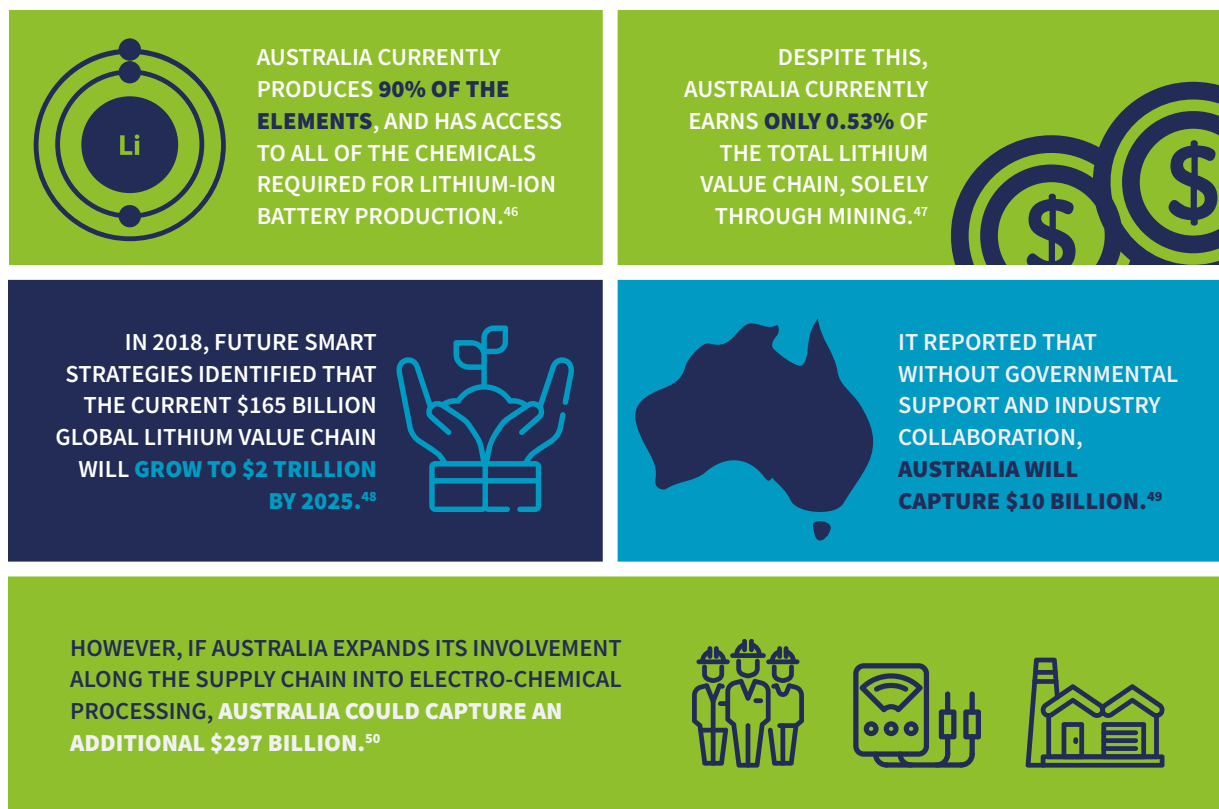 Li
AUSTRALIA CURRENTLY
PRODUCES 90% OF THE
ELEMENTS, AND HAS ACCESS
TO ALL OF THE CHEMICALS
REQUIRED FOR LITHIUM-ION
BATTERY PRODUCTION.46
DESPITE THIS,
AUSTRALIA CURRENTLY
EARNS ONLY 0.53% OF
THE TOTAL LITHIUM
VALUE CHAIN, SOLELY
THROUGH MINING.47
$
$
IN 2018, FUTURE SMART
STRATEGIES IDENTIFIED THAT
THE CURRENT $165 BILLION
GLOBAL LITHIUM VALUE CHAIN
WILL GROW TO $2 TRILLION
BY 2025.48
IT REPORTED THAT
WITHOUT GOVERNMENTAL
SUPPORT AND INDUSTRY
COLLABORATION,
AUSTRALIA WILL
CAPTURE $10 BILLION.49
HOWEVER, IF AUSTRALIA EXPANDS ITS INVOLVEMENT
ALONG THE SUPPLY CHAIN INTO ELECTRO-CHEMICAL
PROCESSING, AUSTRALIA COULD CAPTURE AN
ADDITIONAL $297 BILLION.50